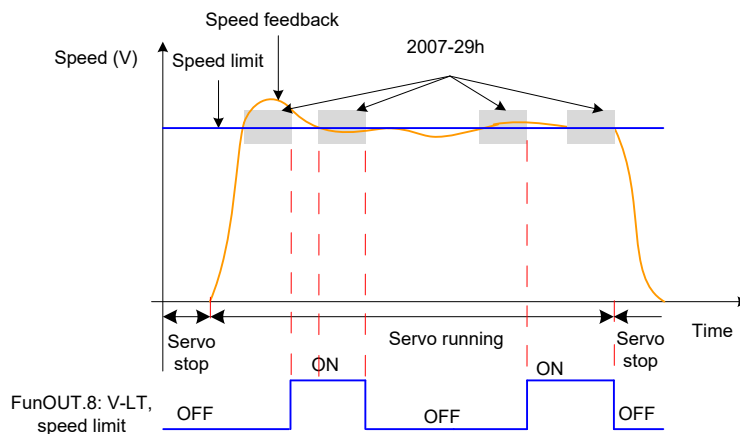 Speed feedback
2007-29h
Speed (V)
Speed limit
Time
Servo
stop
Servo running
Servo
stop
ON
ON
FunOUT.8: V-LT,
speed limit
OFF
OFF
OFF